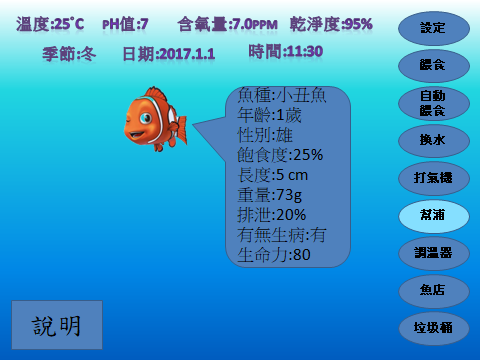 溫度:25˚C PH值:7 含氧量:7.0PPM 乾淨度:95%
季節:冬 日期:2017.1.1 時間:11:30
魚種:小丑魚
年齡:1歲
性別:雄
飽食度:25%
長度:5 cm
重量:73g
排泄:20%
有無生病:有
生命力:80
設定
餵食
自動
餵食
換水
打氣機
幫浦
調溫器
魚店
垃圾桶
說明